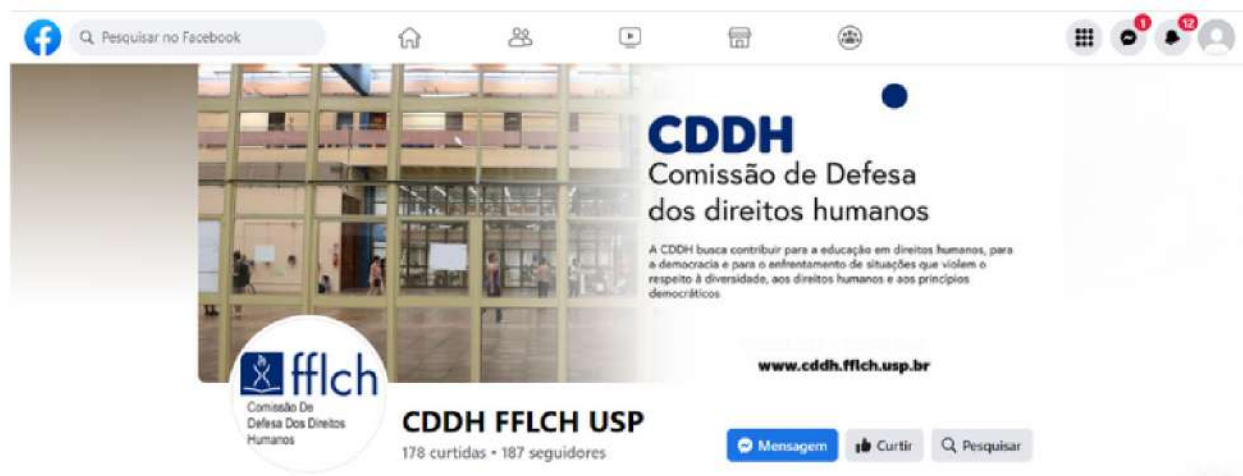 Pesquisar no Facebook
1
12
CDDH
Comissão de Defesa
dos direitos humanos
A CDDH busca contribuir para a educação em direitos humanos, para
a democracia e para o enfrentamento de situações que violem o
respeito à diversidade, aos direitos humanos e aos princípios
democráticos
www.cddh.fflch.usp.br
fflch
Comissão De
Defesa Dos Direitos
Humanos
CDDH FFLCH USP
178 curtidas • 187 seguidores
Mensagem
Curtir
Pesquisar